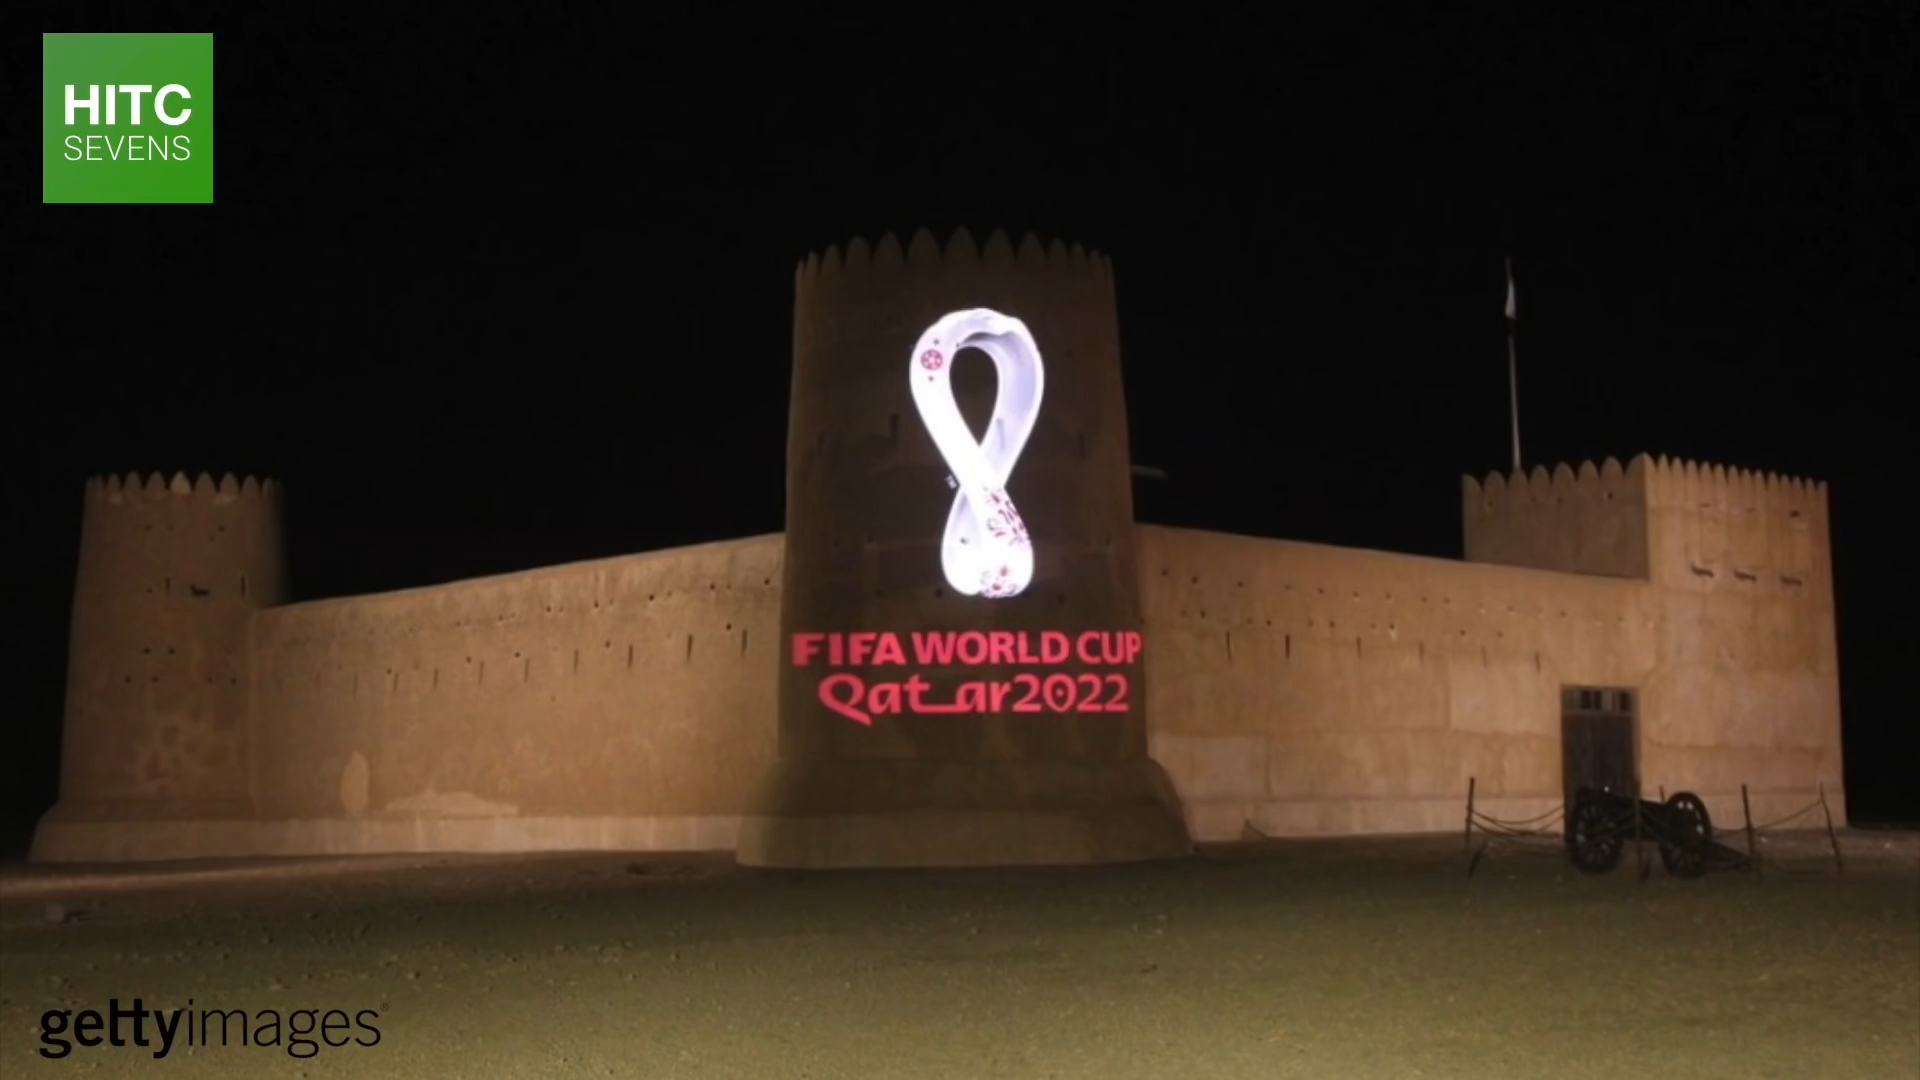 HITC
SEVENS
FIFA WORLD CUP
Qatar2022
gettyimages